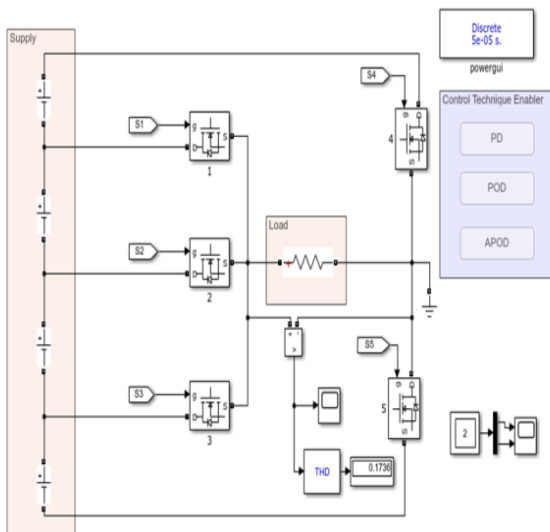 Supply
Discrete
5e-05 s.
powergui
S4
4
Control Technique Enabler
PD
POD
APOD
S1
g
D
S
1
S2
g
D
S
2
Load
S3
g
D
S
3
+
-
v
S5
g
D
S
5
THD
0.1736
2